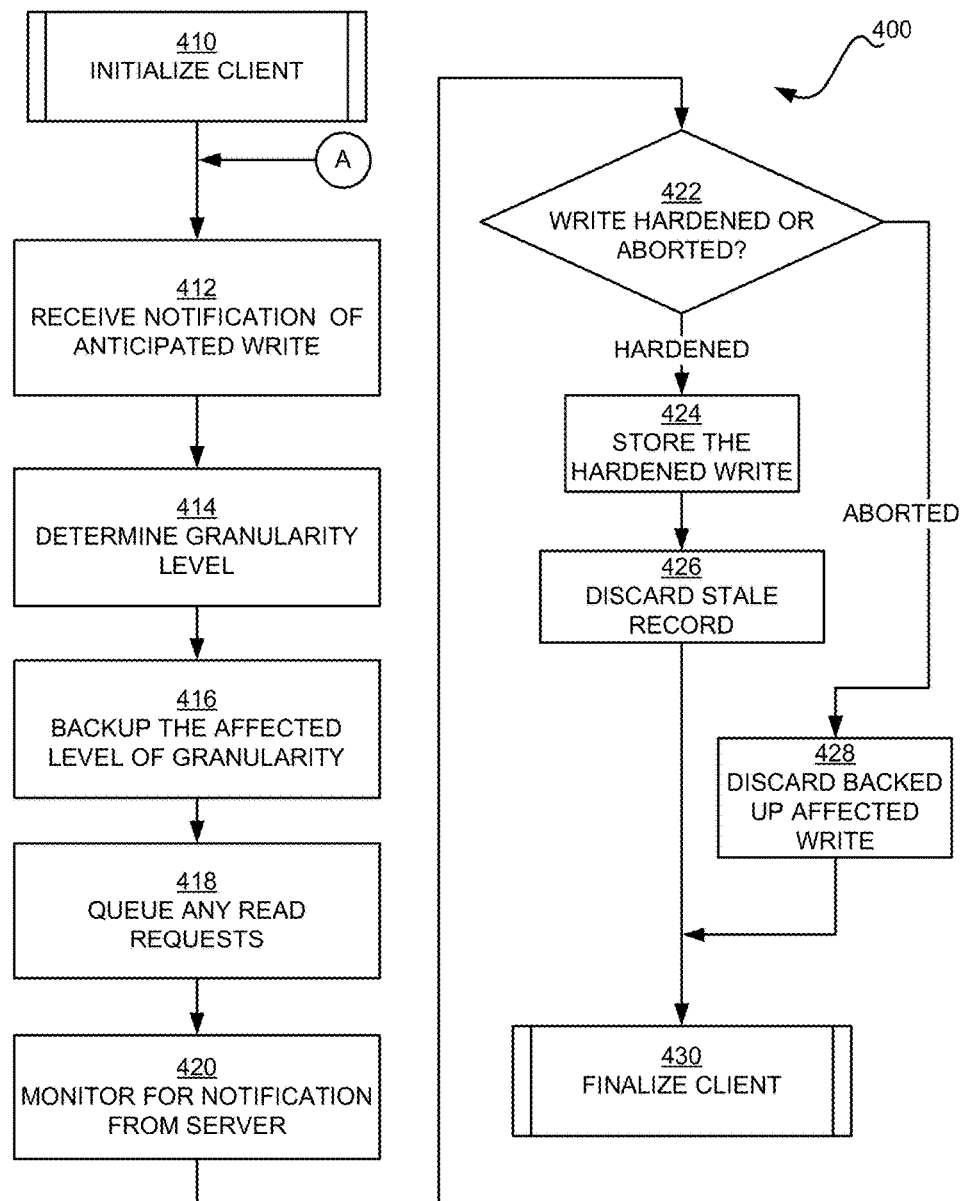 410
INITIALIZE CLIENT
A
412
RECEIVE NOTIFICATION OF
ANTICIPATED WRITE
414
DETERMINE GRANULARITY
LEVEL
416
BACKUP THE AFFECTED
LEVEL OF GRANULARITY
418
QUEUE ANY READ
REQUESTS
420
MONITOR FOR NOTIFICATION
FROM SERVER
400
422
WRITE HARDENED OR
ABORTED?
HARDENED
424
STORE THE
HARDENED WRITE
ABORTED
426
DISCARD STALE
RECORD
428
DISCARD BACKED
UP AFFECTED
WRITE
430
FINALIZE CLIENT